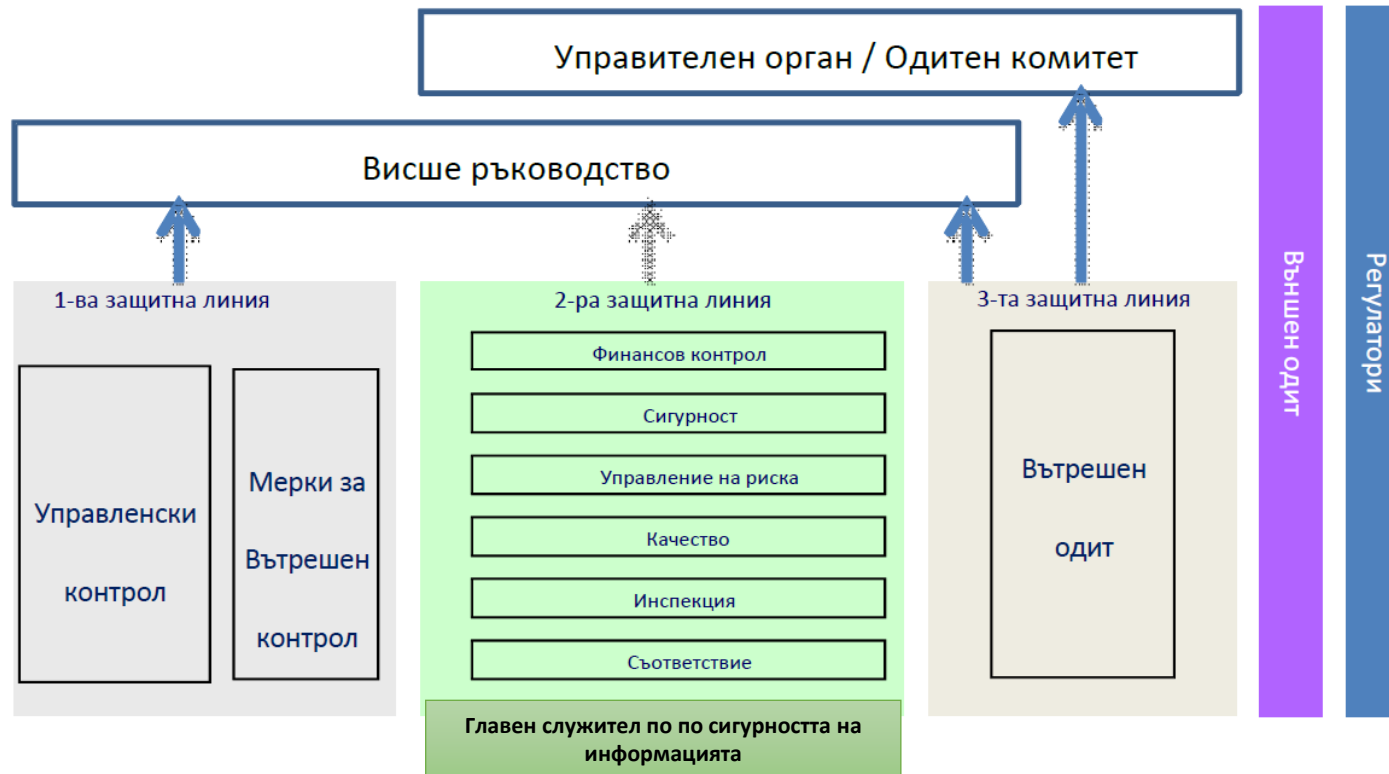 Управителен орган / Одитен комитет
Висше ръководство
1-ва защитна линия
Управленски
контрол
Мерки за
Вътрешен
контрол
2-ра защитна линия
Финансов контрол
Сигурност
Управление на риска
Качество
Инспекция
Съответствие
Главен служител по по сигурността на
информацията
3-та защитна линия
Вътрешен
одит
Външен одит
Регулатори